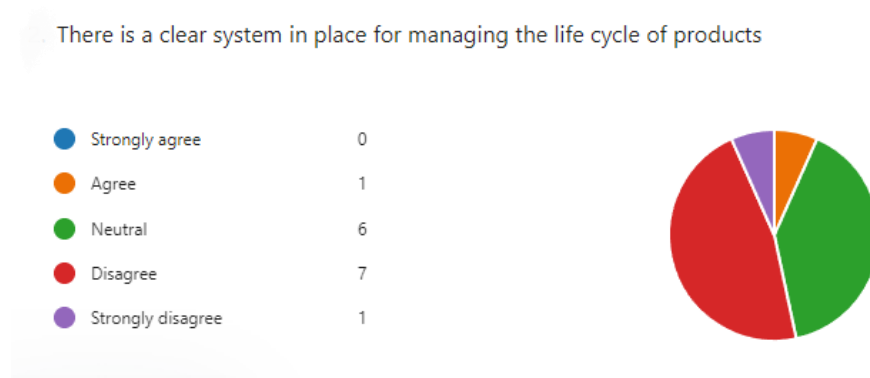 There is a clear system in place for managing the life cycle of products
Strongly agree 0
Agree 1
Neutral 6
Disagree 7
Strongly disagree 1